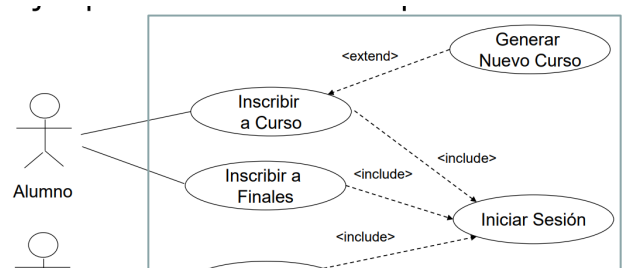 Generar
Nuevo Curso
<extend>
Inscribir
a Curso
<include>
Inscribir a
Finales
<include>
Alumno
Iniciar Sesión
<include>